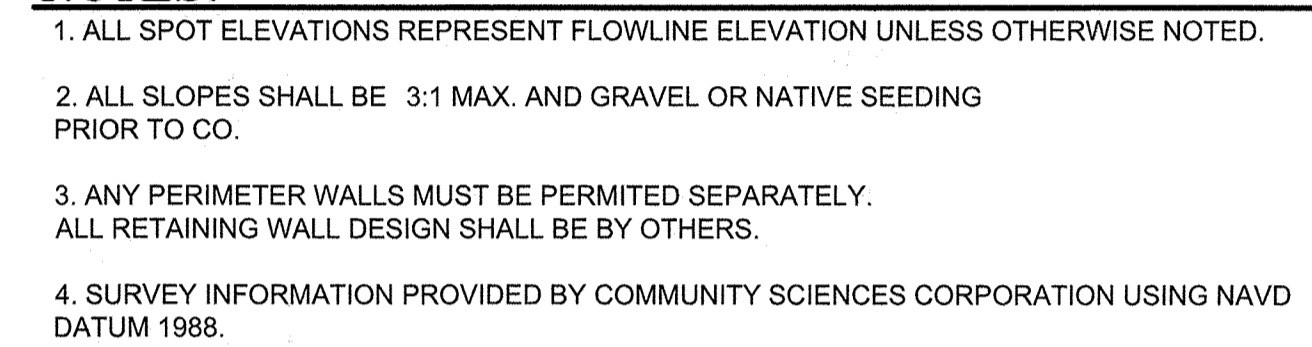 1. ALL SPOT ELEVATIONS REPRESENT FLOWLINE ELEVATION UNLESS OTHERWISE NOTED.
2. ALL SLOPES SHALL BE 3:1 MAX. AND GRAVEL OR NATIVE SEEDING
PRIOR TO CO.
3. ANY PERIMETER WALLS MUST BE PERMITED SEPARATELY.
ALL RETAINING WALL DESIGN SHALL BE BY OTHERS.
4. SURVEY INFORMATION PROVIDED BY COMMUNITY SCIENCES CORPORATION USING NAVD
DATUM 1988.